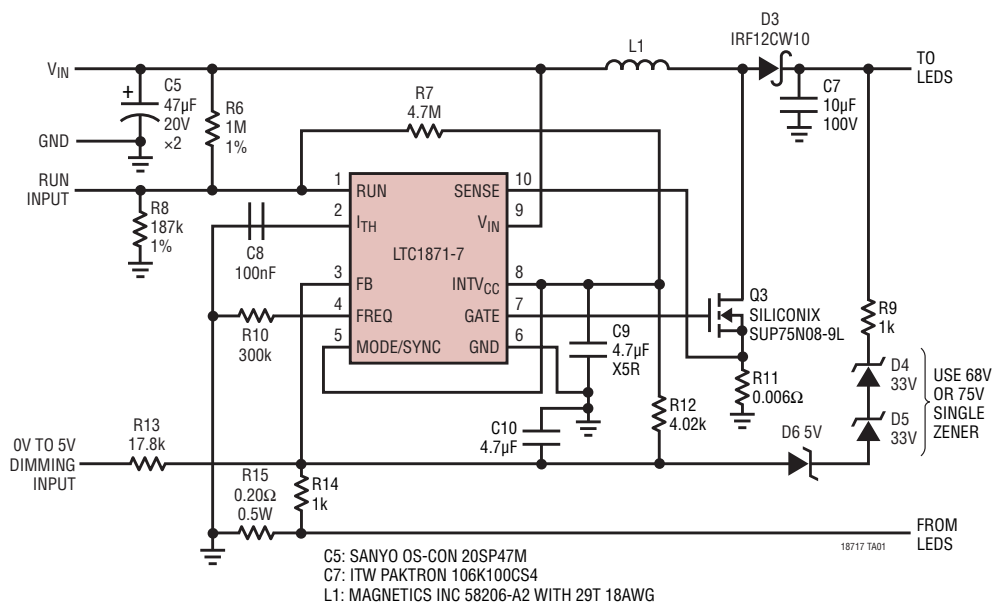 D3
IRF12CW10
L1
VIN
TO
LEDS
C5
47µF
20V
×2
+
R6
1M
1%
R7
4.7M
C7
10µF
100V
GND
RUN
INPUT
R8
187k
1%
1
RUN
SENSE
10
2
ITH
VIN
9
C8
100nF
LTC1871-7
3
FB
INTVCC
8
4
FREQ
GATE
7
5
MODE/SYNC
GND
6
R10
300k
Q3
SILICONIX
SUP75N08-9L
R9
1k
C9
4.7µF
X5R
R11
0.006Ω
D4
33V
D5
33V
USE 68V
OR 75V
SINGLE
ZENER
R12
4.02k
C10
4.7µF
R13
17.8k
0V TO 5V
DIMMING
INPUT
D6 5V
R15
0.20Ω
0.5W
R14
1k
FROM
LEDS
18717 TA01
C5: SANYO OS-CON 20SP47M
C7: ITW PAKTRON 106K100CS4
L1: MAGNETICS INC 58206-A2 WITH 29T 18AWG